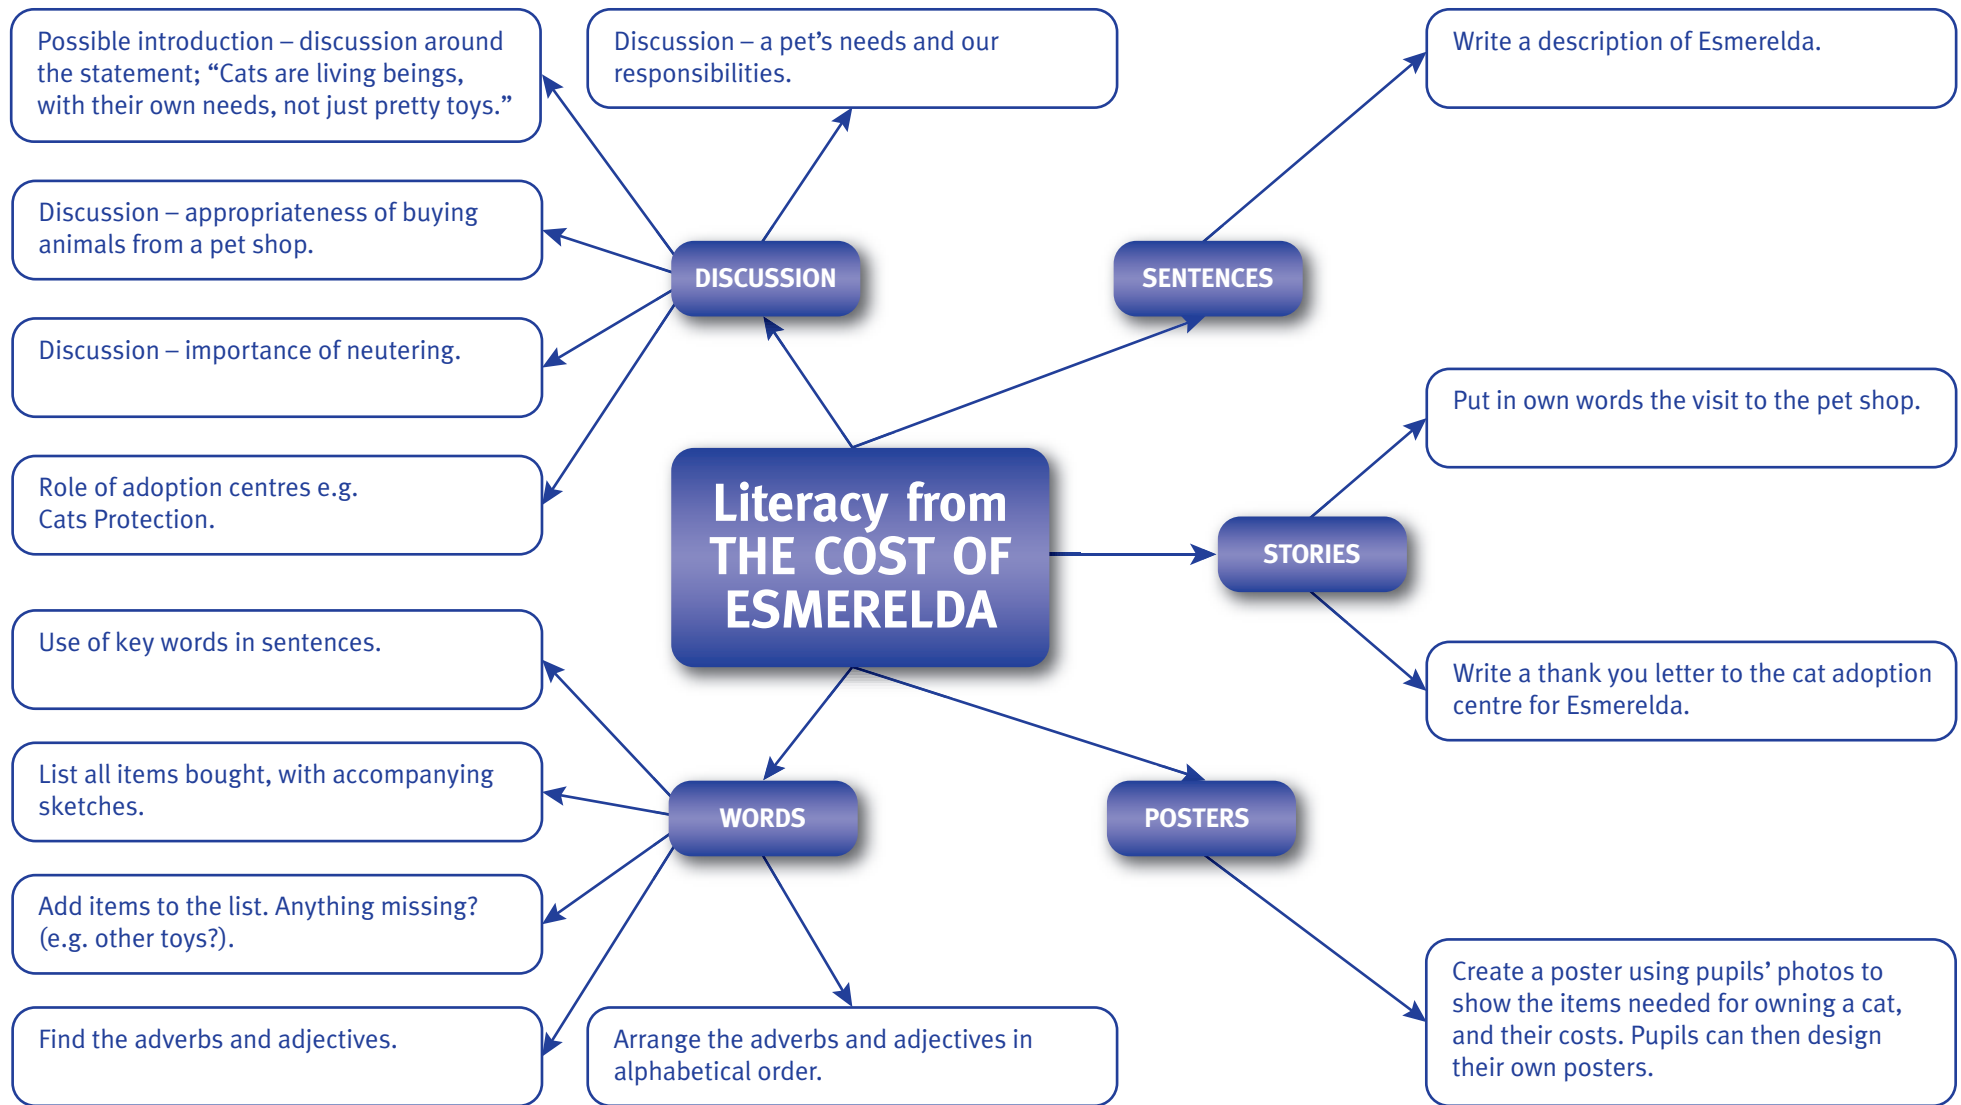 Possible introduction – discussion around
the statement; “Cats are living beings,
with their own needs, not just pretty toys.”
Discussion – a pet’s needs and our
responsibilities.
Write a description of Esmerelda.
Discussion – appropriateness of buying
animals from a pet shop.
DISCUSSION
SENTENCES
Discussion – importance of neutering.
Put in own words the visit to the pet shop.
Role of adoption centres e.g.
Cats Protection.
Literacy from
THE COST OF
ESMERELDA
STORIES
Use of key words in sentences.
Write a thank you letter to the cat adoption
centre for Esmerelda.
List all items bought, with accompanying
sketches.
WORDS
POSTERS
Add items to the list. Anything missing?
(e.g. other toys?).
Find the adverbs and adjectives.
Arrange the adverbs and adjectives in
alphabetical order.
Create a poster using pupils’ photos to
show the items needed for owning a cat,
and their costs. Pupils can then design
their own posters.